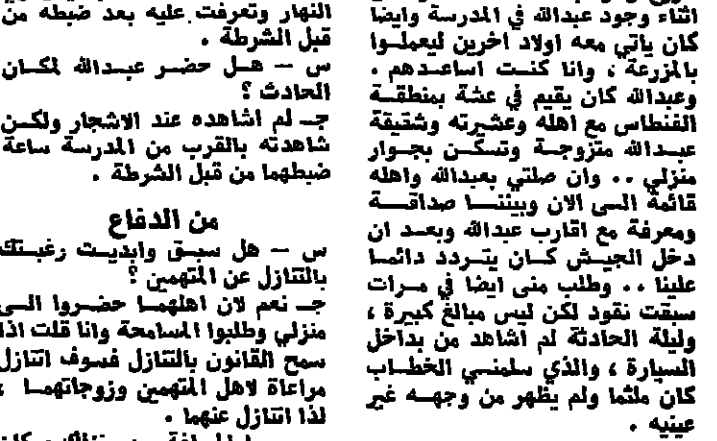 اثناء وجود عبدالله في المدرسة وايضا
كان ياتي معه اولاد اخرين ليعملوا
بالمزرعة ، وانا كنت اساعدهم .
وعبدالله كان يقيم في عشة بمنطقة
الفنطاس مع اهله وعشيرته وشقيقة
عبدالله متزوجة وتسكن بجوار
منزلي .. وان صلتي بعبدالله واهله
قائمة الى الان وبيننا صداقة
ومعرفة مع اقارب عبدالله وبعد ان
دخل الجيش كان يتردد دائما
علينا .. وطلب منى ايضا في مرات
سبقت نقود لكن ليس مبالغ كبيرة ،
وليلة الحادثة لم اشاهد من بداخل
السيارة ، والذي سلمني الخطاب
كان ملثما ولم يظهر من وجهه غير
عينيه .
النهار وتعرفت عليه بعد ضبطه من
قبل الشرطة .
س — هل حضر عبدالله لمكان
الحادث ؟
جـ لم اشاهده عند الاشجار ولكن
شاهدته بالقرب من المدرسة ساعة
ضبطهما من قبل الشرطة .
من الدفاع
س — هل سبق وابديت رغبتك
بالتنازل عن المتهمين ؟
جـ نعم لان اهلهما حضروا الى
منزلي وطلبوا المسامحة وانا قلت اذا
سمح القانون بالتنازل فسوف اتنازل
مراعاة لاهل المتهمين وزوجاتهما ،
لذا اتنازل عنهما .